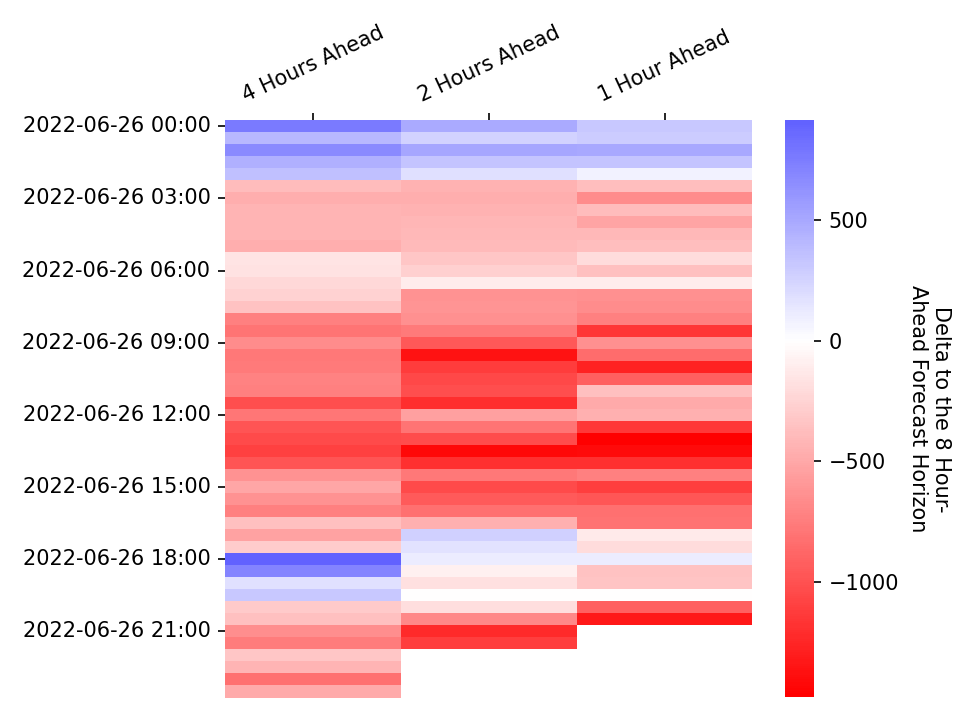 4 Hours Ahead
2 Hours Ahead
1 Hour Ahead
2022-06-26 00:00
2022-06-26 03:00
2022-06-26 06:00
2022-06-26 09:00
2022-06-26 12:00
2022-06-26 15:00
2022-06-26 18:00
2022-06-26 21:00
500
0
−500
−1000
Delta to the 8 Hour-
Ahead Forecast Horizon